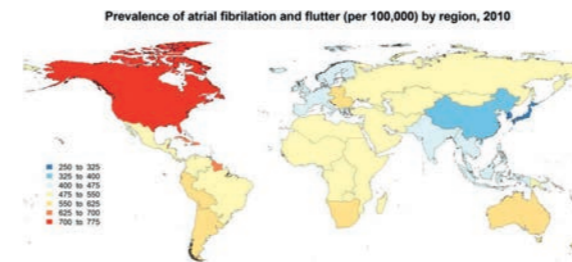 Prevalence of atrial fibrilation and flutter (per 100,000) by region, 2010
250 to 325
325 to 400
400 to 475
475 to 550
550 to 625
625 to 700
700 to 775